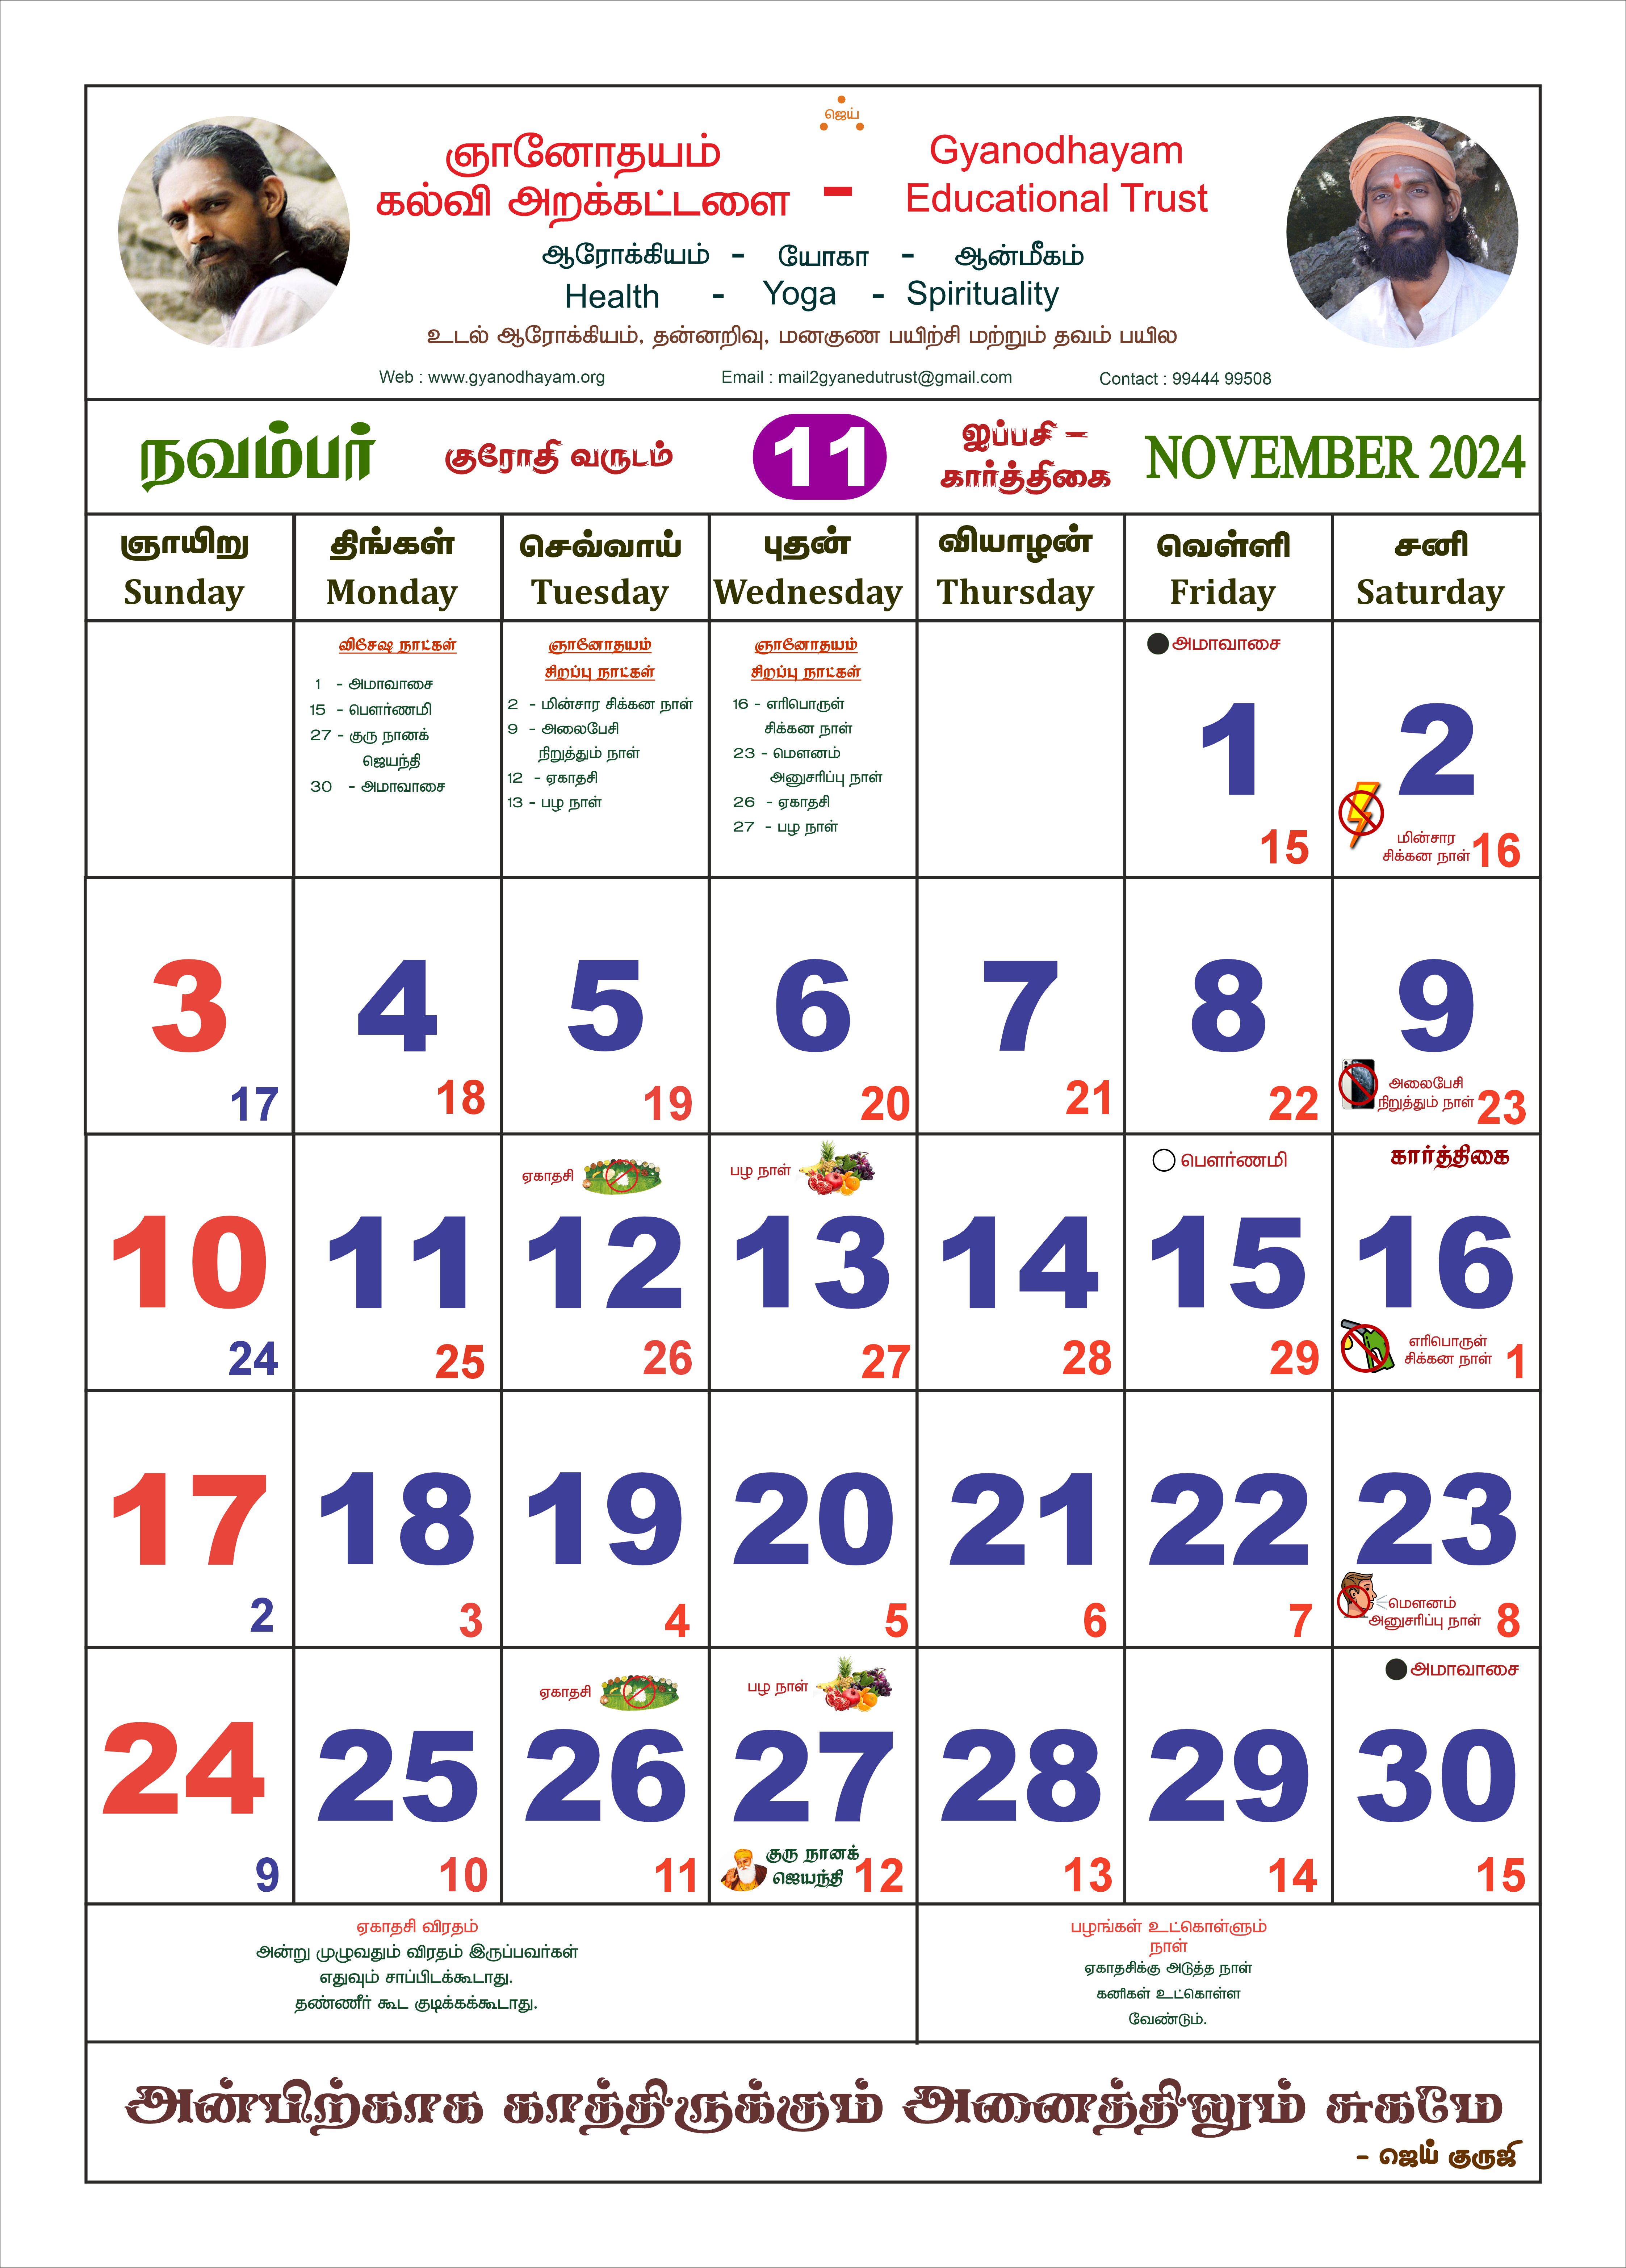 ஜெய்
ஞானோதயம்
கல்வி அறக்கட்டளை - Gyanodhayam
Educational Trust
ஆரோக்கியம் - யோகா - ஆன்மீகம்
Health - Yoga - Spirituality
உடல் ஆரோக்கியம், தன்னறிவு, மனகுண பயிற்சி மற்றும் தவம் பயில
Web : www.gyanodhayam.org Email : mail2gyanedutrust@gmail.com Contact : 99444 99508
நவம்பர் குரோதி வருடம் 11 ஐப்பசி –
கார்த்திகை NOVEMBER 2024
ஞாயிறு திங்கள் செவ்வாய் புதன் வியாழன் வெள்ளி சனி
Sunday Monday Tuesday Wednesday Thursday Friday Saturday
விசேஷ நாட்கள்
1 - அமாவாசை
15 - பௌர்ணமி
27 - குரு நானக்
ஜெயந்தி
30 - அமாவாசை
ஞானோதயம்
சிறப்பு நாட்கள்
2 - மின்சார சிக்கன நாள்
9 - அலைபேசி
நிறுத்தும் நாள்
12 - ஏகாதசி
13 - பழ நாள்
ஞானோதயம்
சிறப்பு நாட்கள்
16 - எரிபொருள்
சிக்கன நாள்
23 - மௌனம்
அனுசரிப்பு நாள்
26 - ஏகாதசி
27 - பழ நாள்
அமாவாசை
1 2
15 மின்சார
சிக்கன நாள் 16
3 4 5 6 7 8 9
17 18 19 20 21 22 அலைபேசி
நிறுத்தும் நாள் 23
ஏகாதசி பழ நாள் பௌர்ணமி கார்த்திகை
10 11 12 13 14 15 16
24 25 26 27 28 29 எரிபொருள்
சிக்கன நாள் 1
17 18 19 20 21 22 23
2 3 4 5 6 7 மௌனம்
அனுசரிப்பு நாள் 8
ஏகாதசி பழ நாள் அமாவாசை
24 25 26 27 28 29 30
9 10 11 குரு நானக்
ஜெயந்தி 12 13 14 15
ஏகாதசி விரதம்
அன்று முழுவதும் விரதம் இருப்பவர்கள்
எதுவும் சாப்பிடக்கூடாது.
தண்ணீர் கூட குடிக்கக்கூடாது.
பழங்கள் உட்கொள்ளும்
நாள்
ஏகாதசிக்கு அடுத்த நாள்
கனிகள் உட்கொள்ள
வேண்டும்.
அன்பிற்காக காத்திருக்கும் அனைத்திலும் சுகமே
- ஜெய் குருஜி